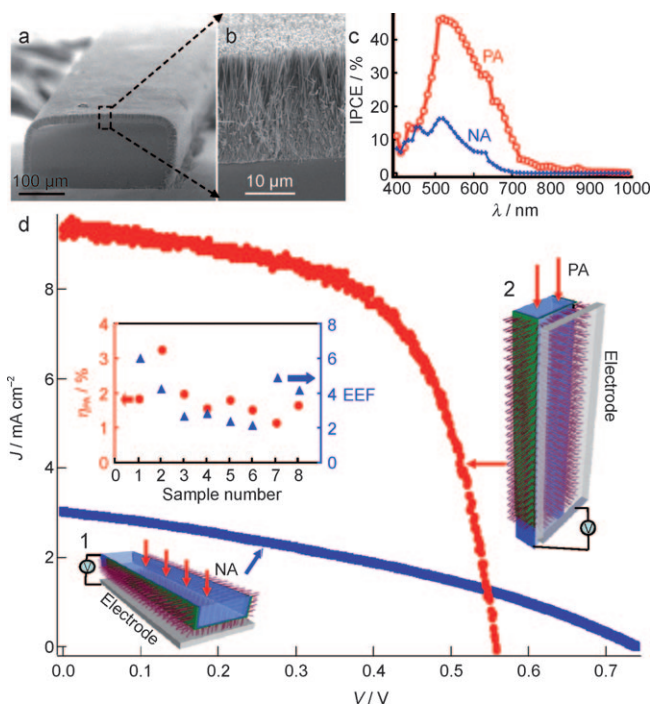 a
100 µm
b
10 µm
c
IPCE / %
40
30
20
10
0
PA
NA
400 500 600 700 800 900 1000
λ / nm
d
J / mA cm⁻²
8
6
4
2
0
4
3
2
1
0
η_PA / %
8
6
4
2
0
EEF
0 1 2 3 4 5 6 7 8
Sample number
2
PA
Electrode
V
1
V
NA
Electrode
0.0 0.1 0.2 0.3 0.4 0.5 0.6 0.7
V / V